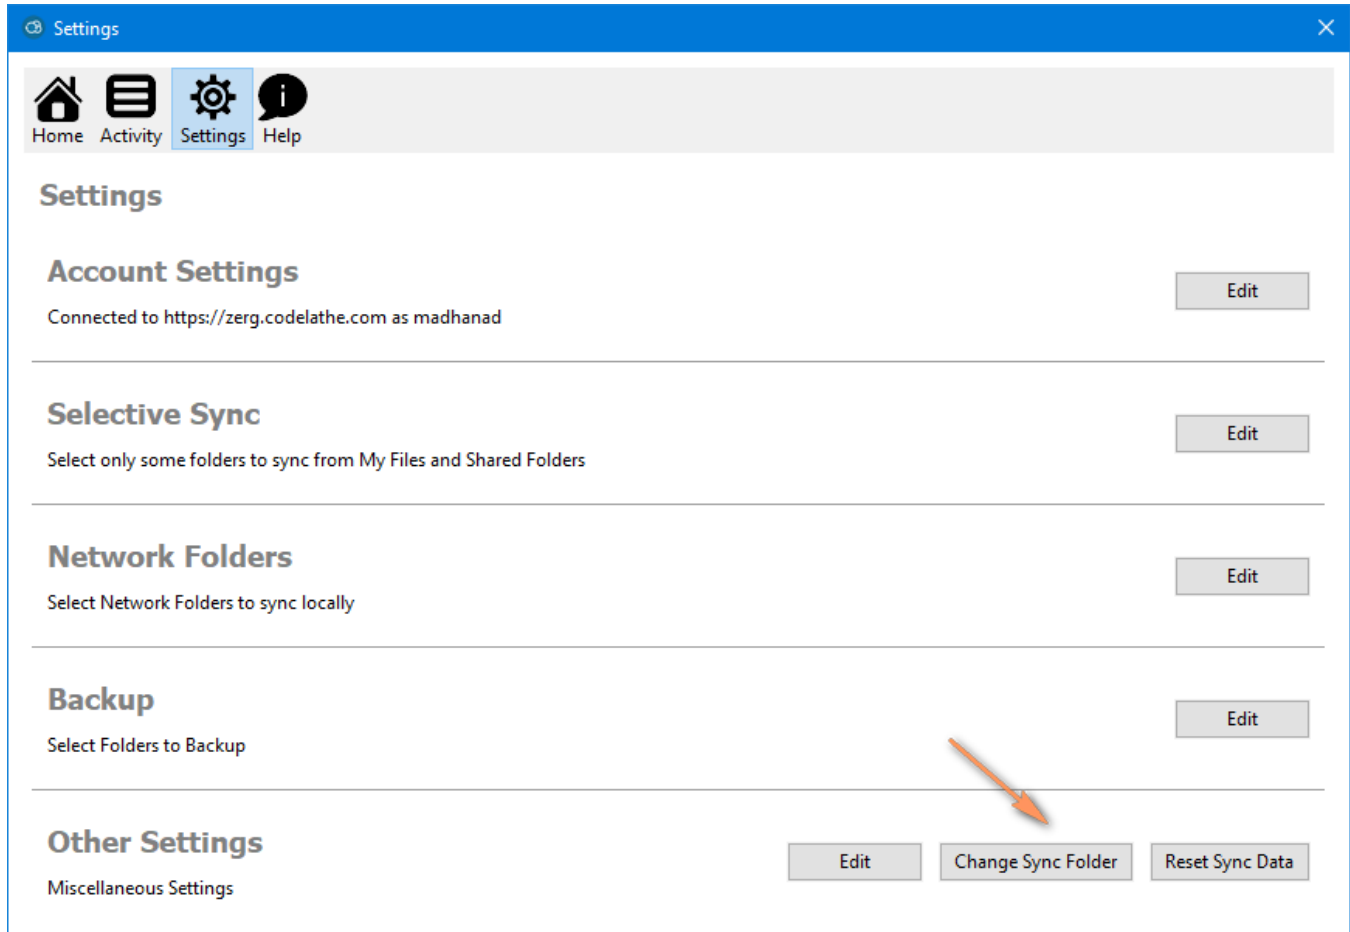 Settings
Home Activity Settings Help
Settings
Account Settings
Edit
Connected to https://zerg.codelathe.com as madhanad
Selective Sync
Edit
Select only some folders to sync from My Files and Shared Folders
Network Folders
Edit
Select Network Folders to sync locally
Backup
Edit
Select Folders to Backup
Other Settings
Edit Change Sync Folder Reset Sync Data
Miscellaneous Settings